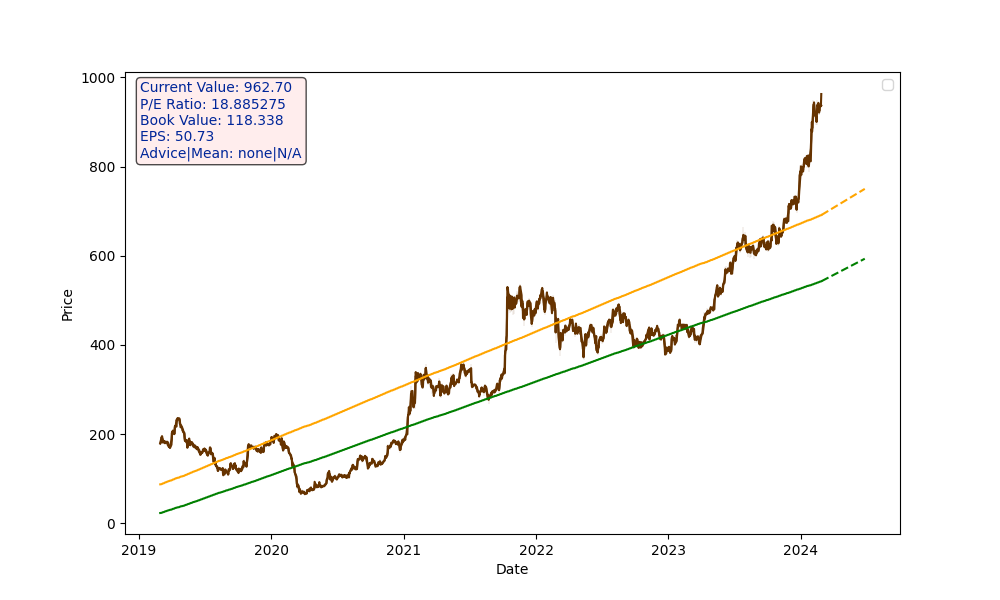 Current Value: 962.70
P/E Ratio: 18.885275
Book Value: 118.338
EPS: 50.73
Advice|Mean: none|N/A
1000
800
600
400
200
0
Price
2019 2020 2021 2022 2023 2024
Date